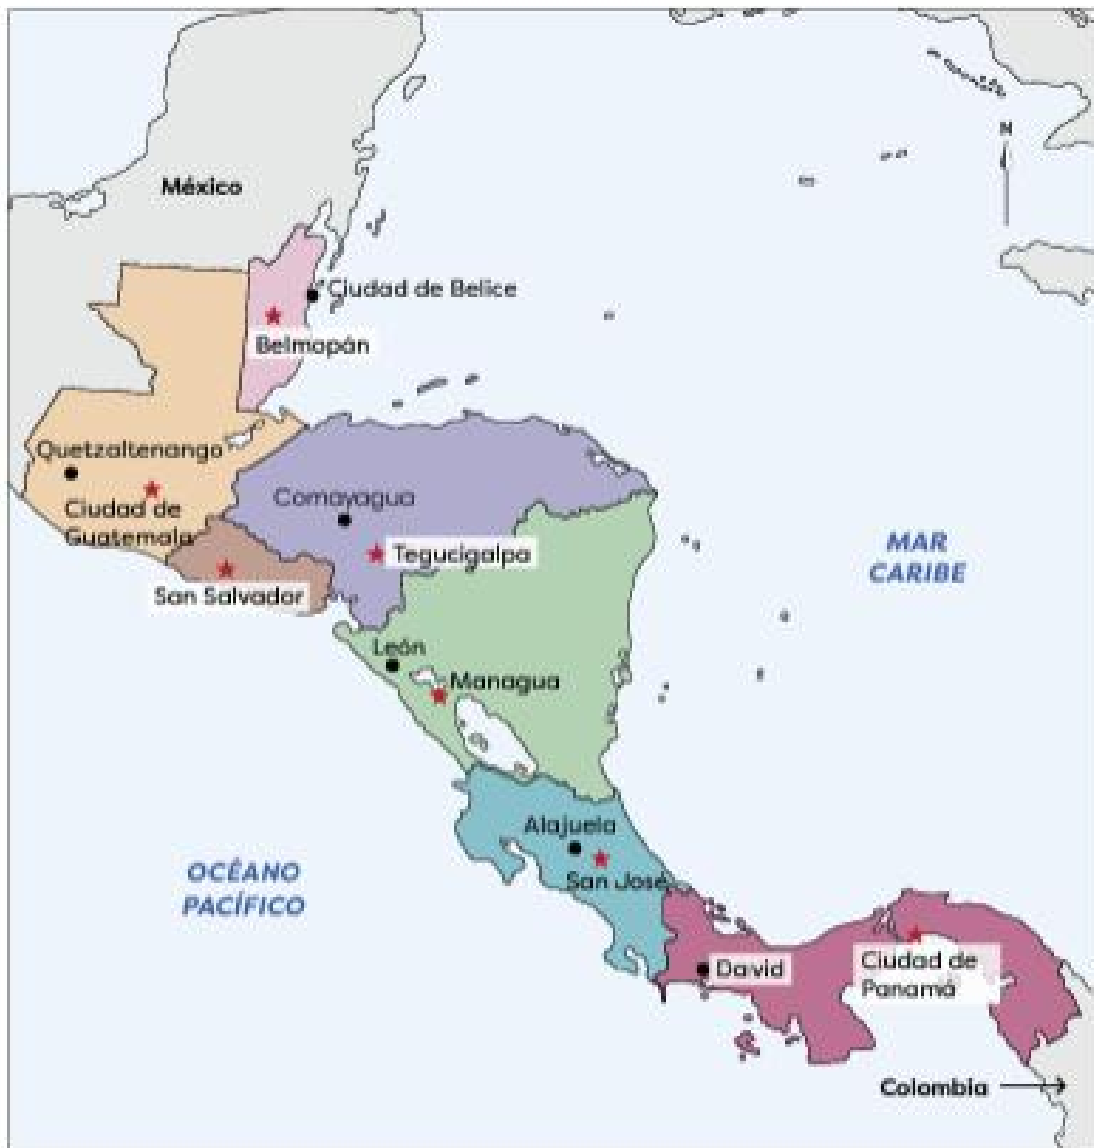 N
México
Ciudad de Belice
Belmopán
Quetzaltenango
Ciudad de
Guatemala
Comayagua
Tegucigalpa
San Salvador
MAR
CARIBE
León
Managua
Alajuela
San José
OCÉANO
PACÍFICO
David
Ciudad de
Panamá
Colombia